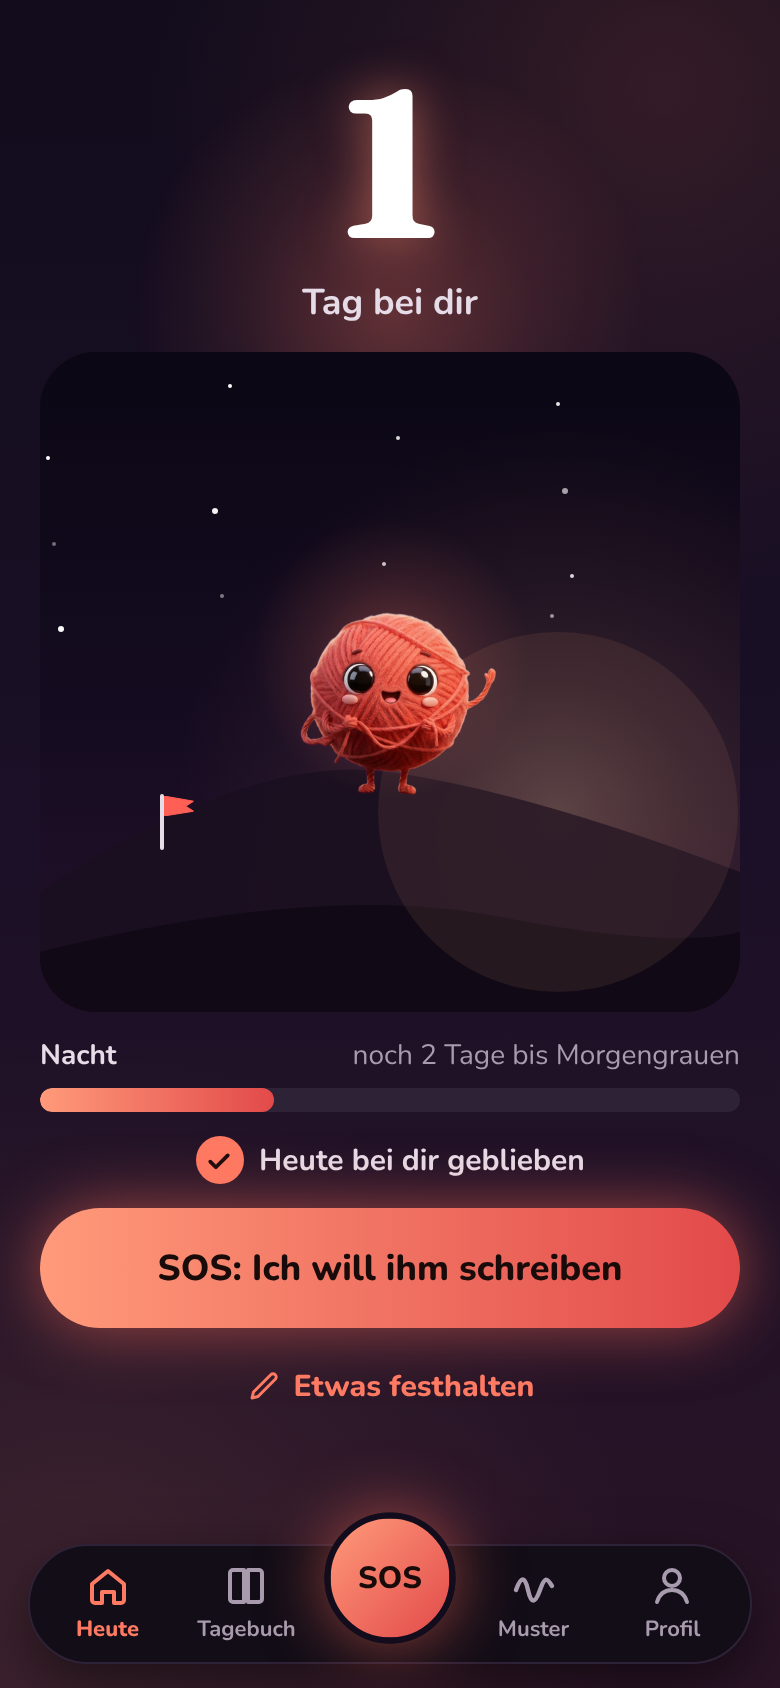 1
Tag bei dir
Nacht
noch 2 Tage bis Morgengrauen
Heute bei dir geblieben
SOS: Ich will ihm schreiben
Etwas festhalten
SOS
Heute
Tagebuch
Muster
Profil